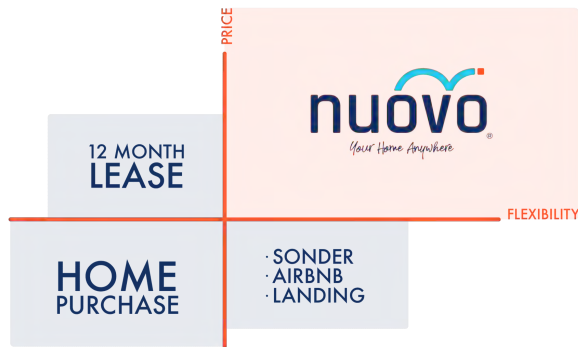 PRICE
nuovo
®
Your Home Anywhere
12 MONTH
LEASE
FLEXIBILITY
HOME
PURCHASE
· SONDER
· AIRBNB
· LANDING